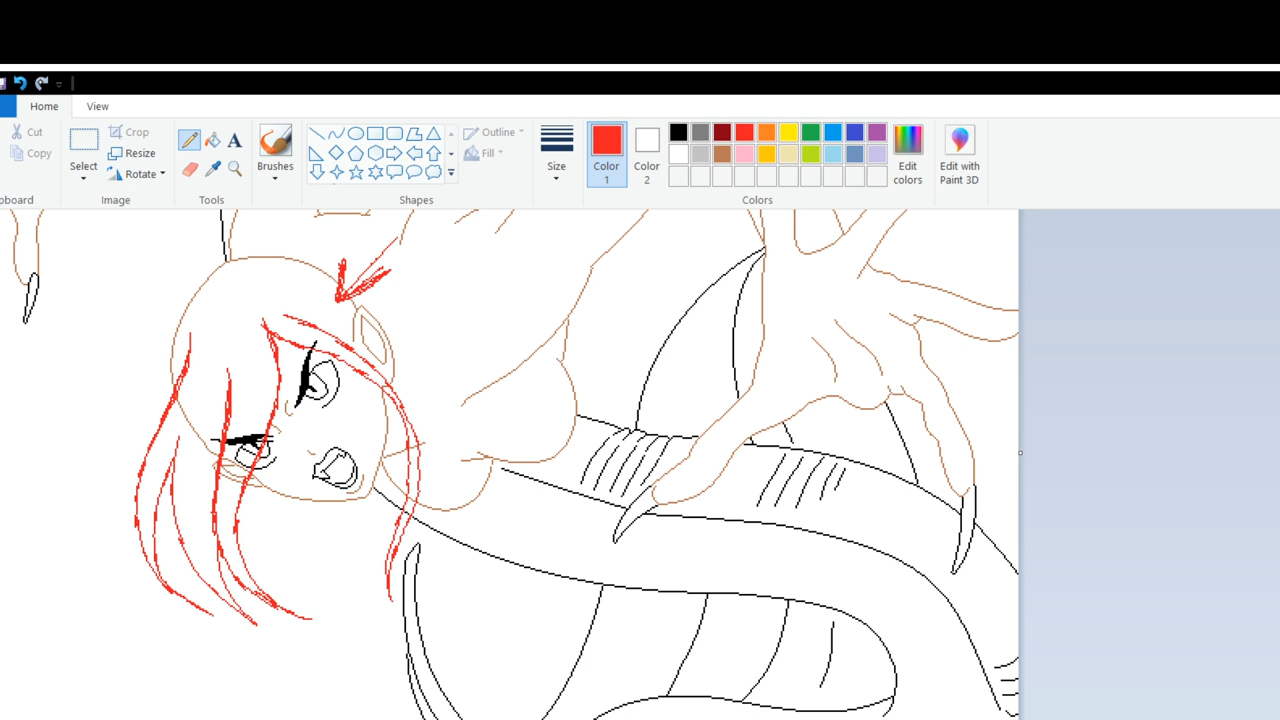 Home View
Cut
Copy
pboard
Select
Crop
Resize
Rotate
Image
A
Tools
Brushes
Outline
Fill
Shapes
Size
Color
1
Color
2
Edit
colors
Colors
Edit with
Paint 3D